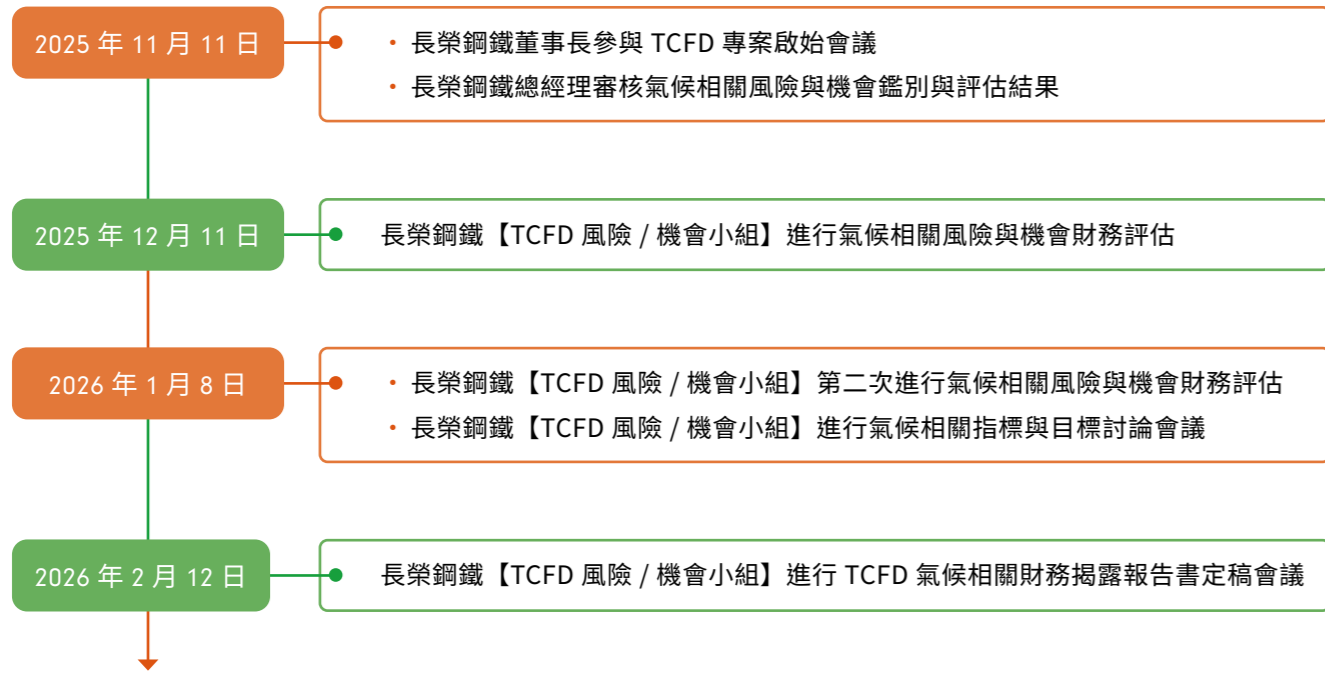 2025 年 11 月 11 日
・長榮鋼鐵董事長參與 TCFD 專案啟始會議
・長榮鋼鐵總經理審核氣候相關風險與機會鑑別與評估結果
2025 年 12 月 11 日
長榮鋼鐵【TCFD 風險 / 機會小組】進行氣候相關風險與機會財務評估
2026 年 1 月 8 日
・長榮鋼鐵【TCFD 風險 / 機會小組】第二次進行氣候相關風險與機會財務評估
・長榮鋼鐵【TCFD 風險 / 機會小組】進行氣候相關指標與目標討論會議
2026 年 2 月 12 日
長榮鋼鐵【TCFD 風險 / 機會小組】進行 TCFD 氣候相關財務揭露報告書定稿會議